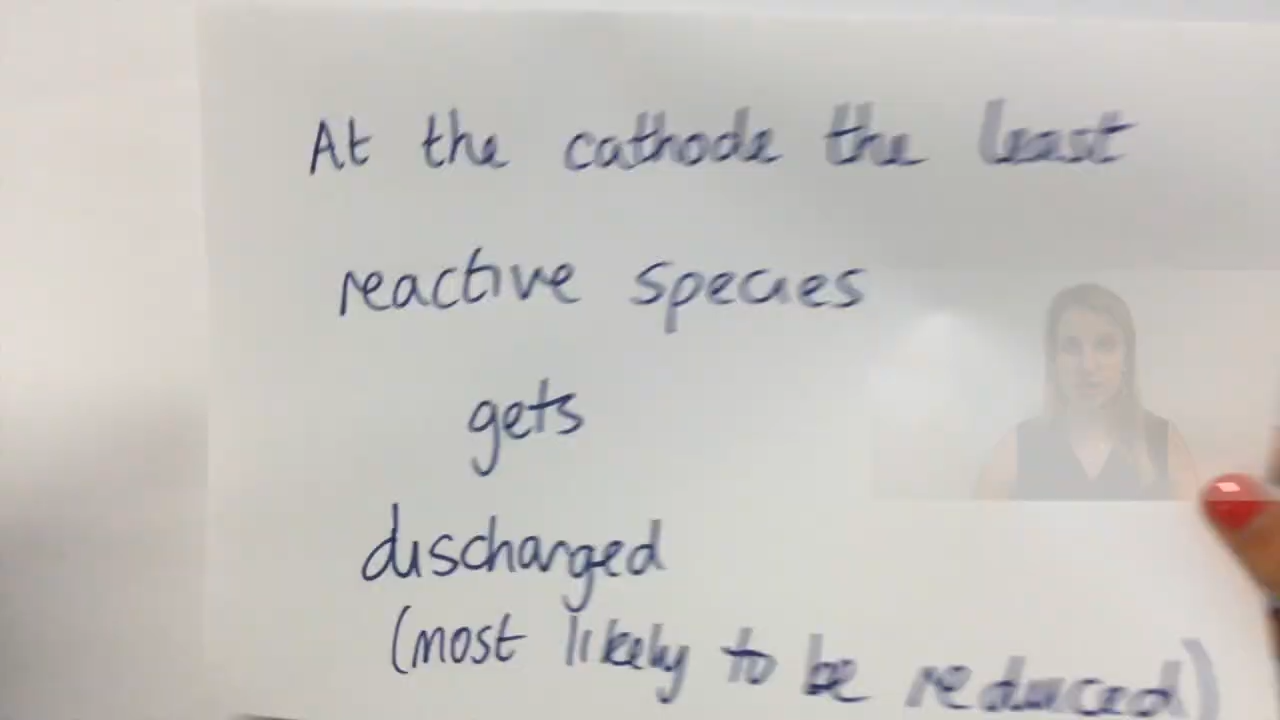 At the cathode the least
reactive species
gets
discharged
(most likely to be reduced)